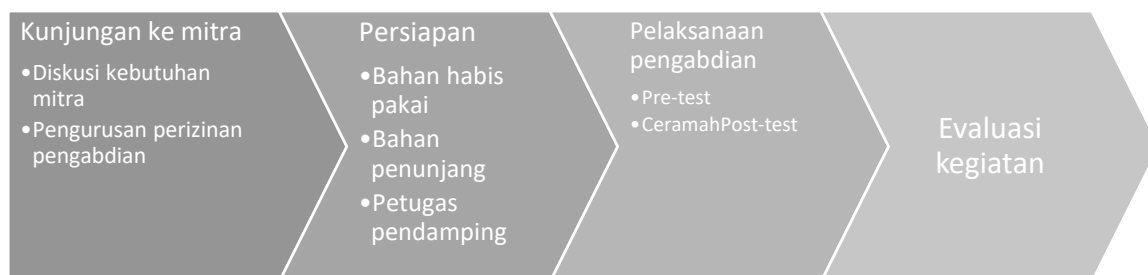 Kunjungan ke mitra
•Diskusi kebutuhan
mitra
•Pengurusan perizinan
pengabdian
Persiapan
•Bahan habis
pakai
•Bahan
penunjang
•Petugas
pendamping
Pelaksanaan
pengabdian
•Pre-test
•CeramahPost-test
Evaluasi
kegiatan